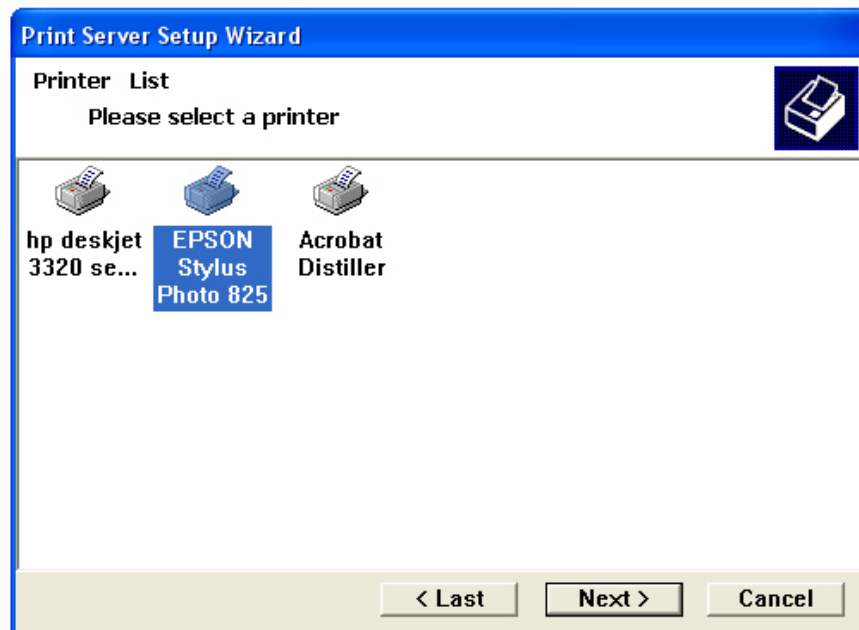 Print Server Setup Wizard
Printer List
Please select a printer
hp deskjet
3320 se...
EPSON
Stylus
Photo 825
Acrobat
Distiller
< Last
Next >
Cancel